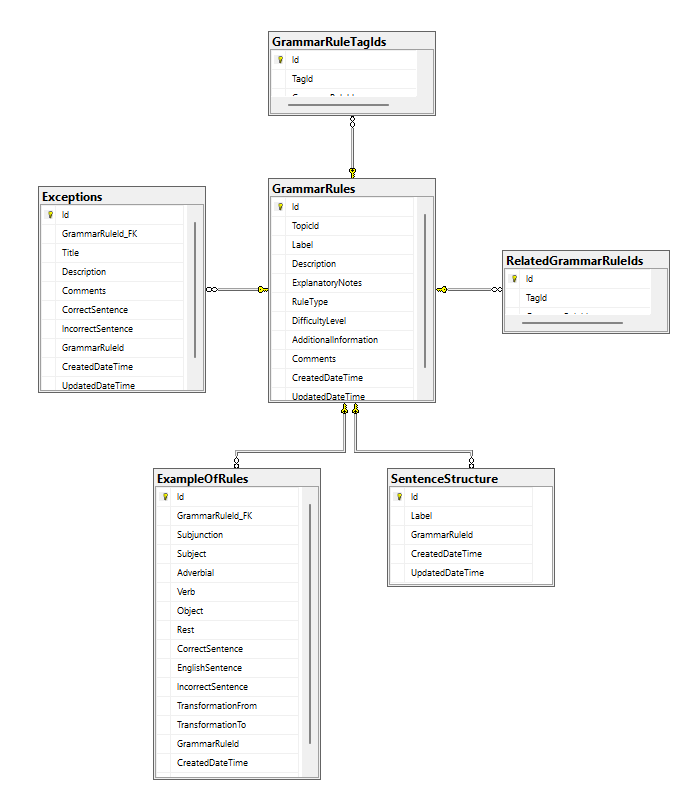 GrammarRuleTagIds
Id
TagId
Exceptions
Id
GrammarRuleId_FK
Title
Description
Comments
CorrectSentence
IncorrectSentence
GrammarRuleId
CreatedDateTime
UpdatedDateTime
GrammarRules
Id
TopicId
Label
Description
ExplanatoryNotes
RuleType
DifficultyLevel
AdditionalInformation
Comments
CreatedDateTime
UpdatedDateTime
RelatedGrammarRuleIds
Id
TagId
ExampleOfRules
Id
GrammarRuleId_FK
Subjunction
Subject
Adverbial
Verb
Object
Rest
CorrectSentence
EnglishSentence
IncorrectSentence
TransformationFrom
TransformationTo
GrammarRuleId
CreatedDateTime
SentenceStructure
Id
Label
GrammarRuleId
CreatedDateTime
UpdatedDateTime